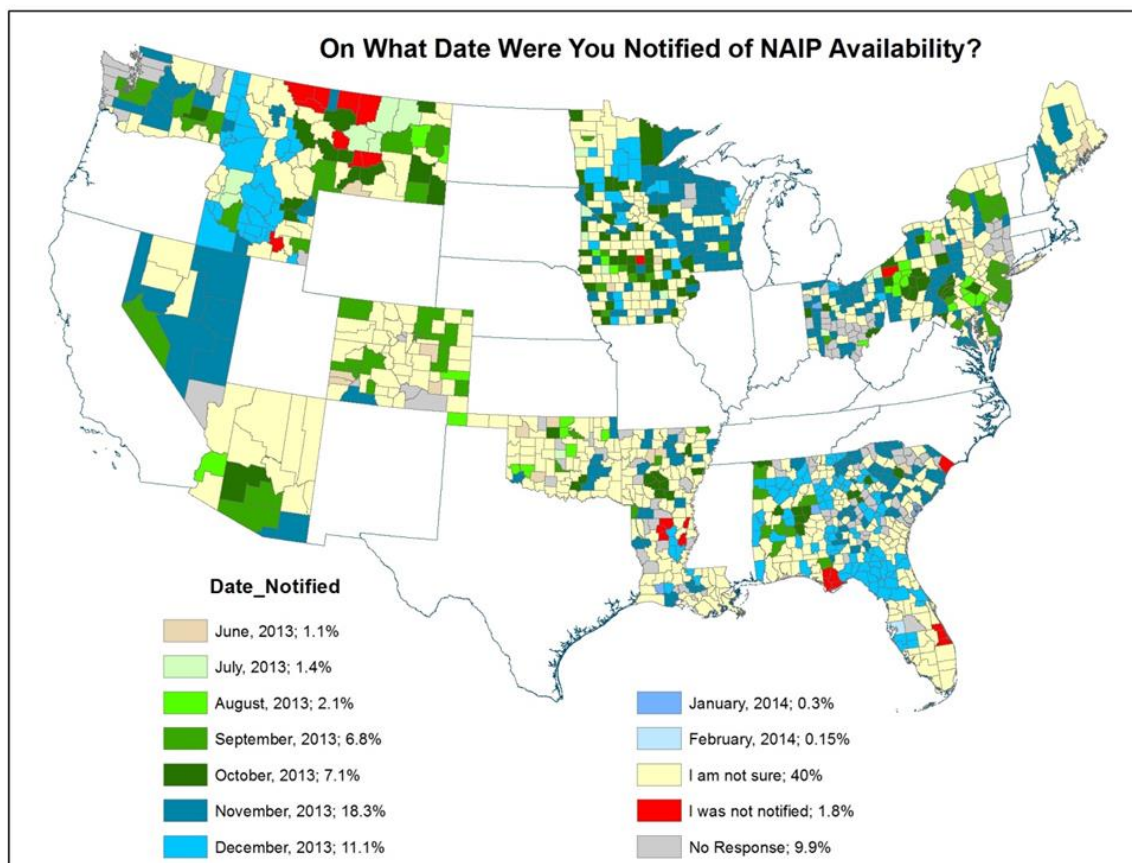 On What Date Were You Notified of NAIP Availability?
Date_Notified
June, 2013; 1.1%
July, 2013; 1.4%
August, 2013; 2.1%
September, 2013; 6.8%
October, 2013; 7.1%
November, 2013; 18.3%
December, 2013; 11.1%
January, 2014; 0.3%
February, 2014; 0.15%
I am not sure; 40%
I was not notified; 1.8%
No Response; 9.9%